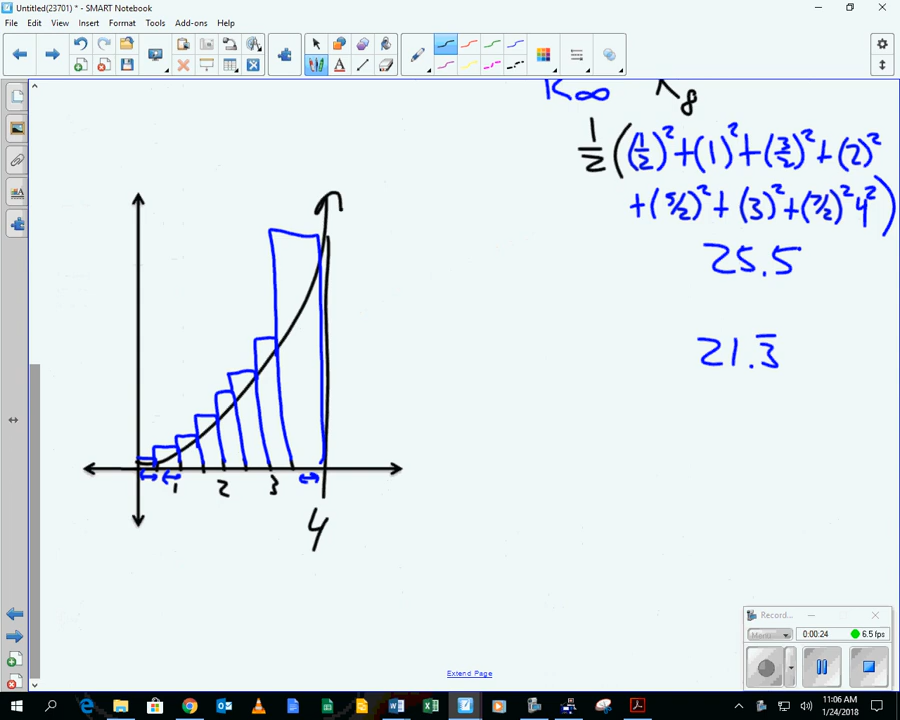 Untitled(23701) * - SMART Notebook
File Edit View Insert Format Tools Add-ons Help
R∞ R8
1/2 ((1/2)² + (1)² + (3/2)² + (2)²
+ (5/2)² + (3)² + (7/2)² 4²)
25.5
21.3̅
1 2 3
4
Extend Page
Record...
Menu
0:00:24 6.5 fps
11:06 AM
1/24/2018